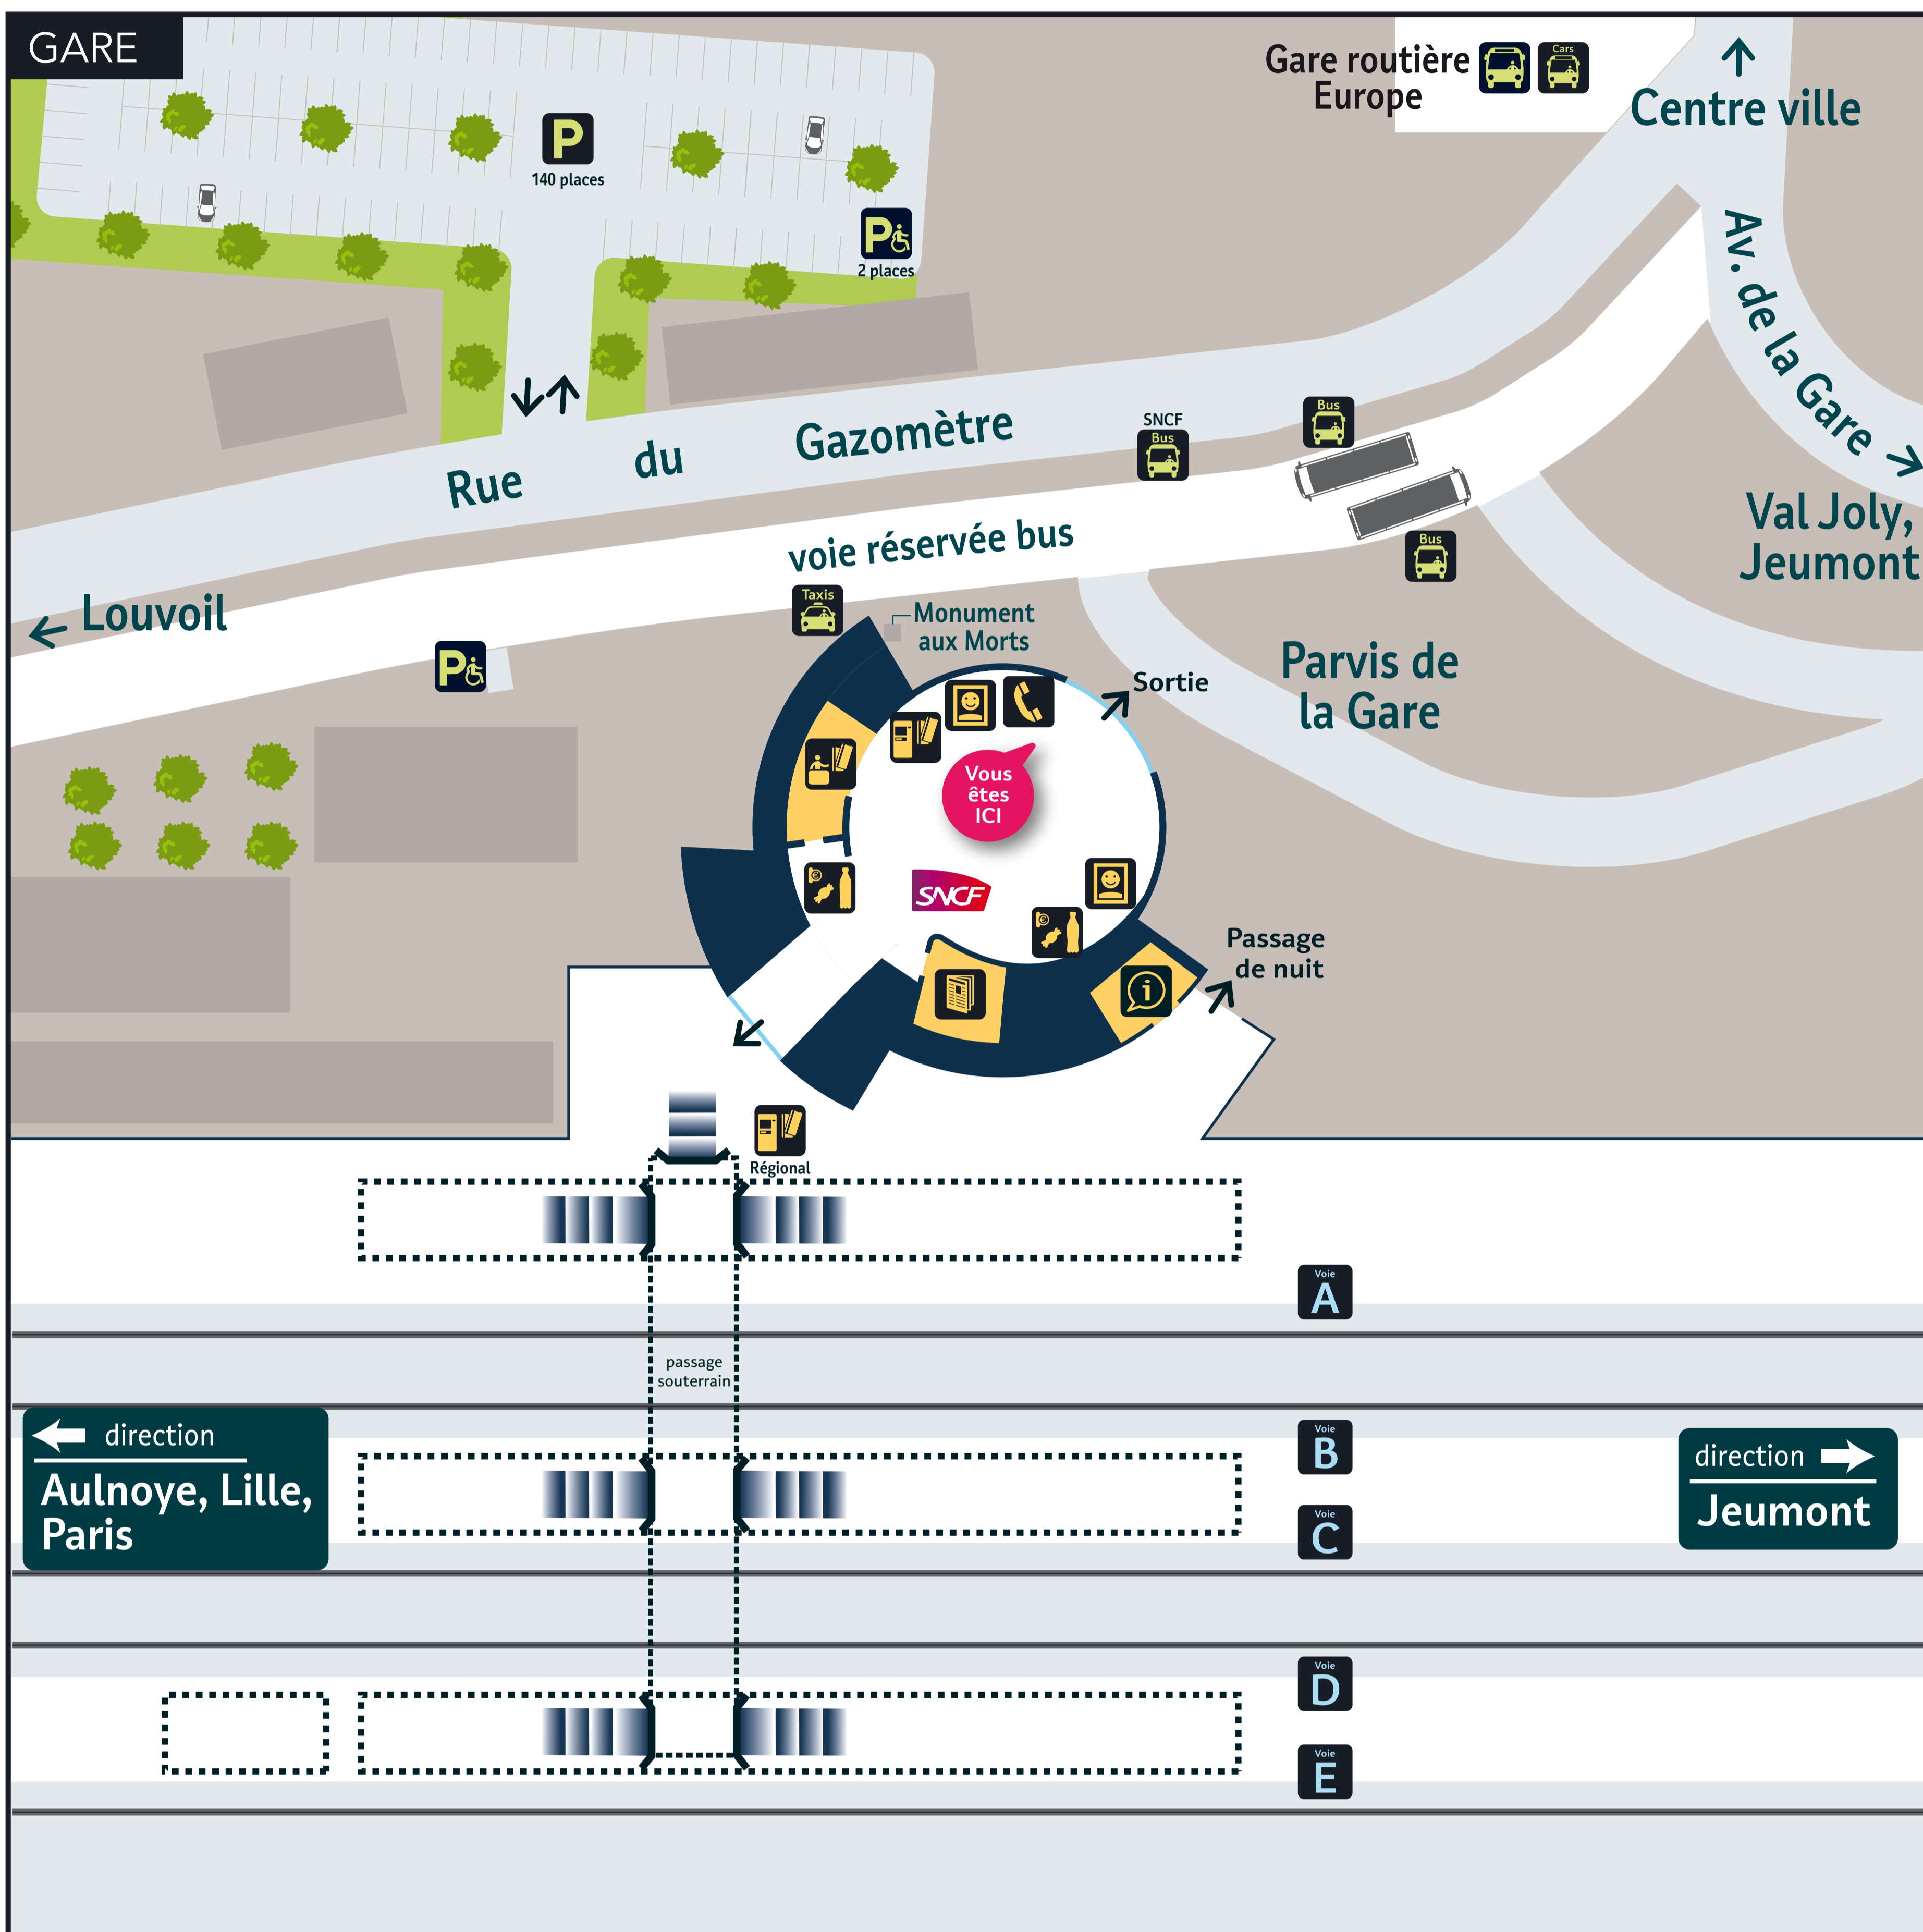 GARE
Gare routière
Europe
Cars
Centre ville
P
140 places
P
2 places
Av. de la Gare
Rue du Gazomètre
SNCF
Bus
Bus
Bus
voie réservée bus
Val Joly,
Jeumont
Louvoil
Taxis
Monument
aux Morts
P
Sortie
Parvis de
la Gare
Vous
êtes
ICI
SNCF
Passage
de nuit
i
Régional
Voie
A
passage
souterrain
direction
Aulnoye, Lille,
Paris
Voie
B
direction
Jeumont
Voie
C
Voie
D
Voie
E